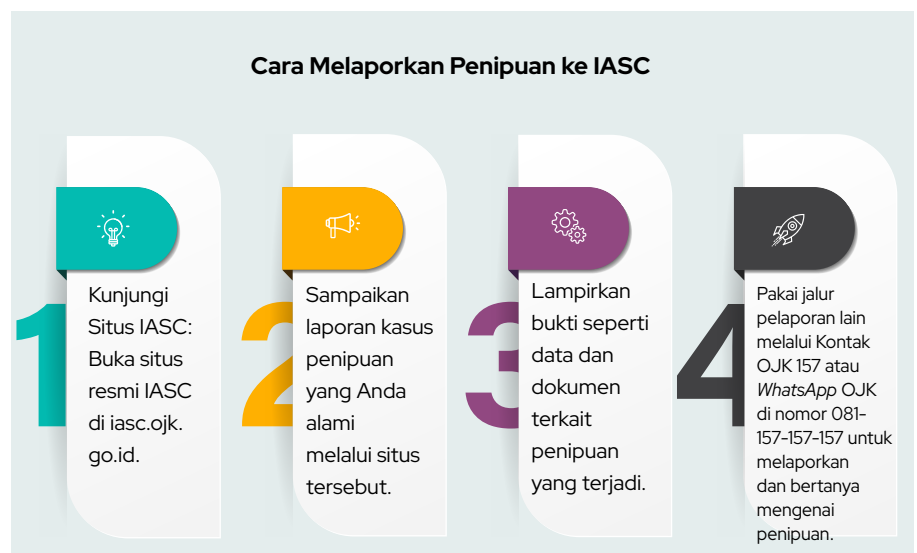 Cara Melaporkan Penipuan ke IASC
1
Kunjungi
Situs IASC:
Buka situs
resmi IASC
di iasc.ojk.
go.id.
2
Sampaikan
laporan kasus
penipuan
yang Anda
alami
melalui situs
tersebut.
3
Lampirkan
bukti seperti
data dan
dokumen
terkait
penipuan
yang terjadi.
4
Pakai jalur
pelaporan lain
melalui Kontak
OJK 157 atau
WhatsApp OJK
di nomor 081-
157-157-157 untuk
melaporkan
dan bertanya
mengenai
penipuan.